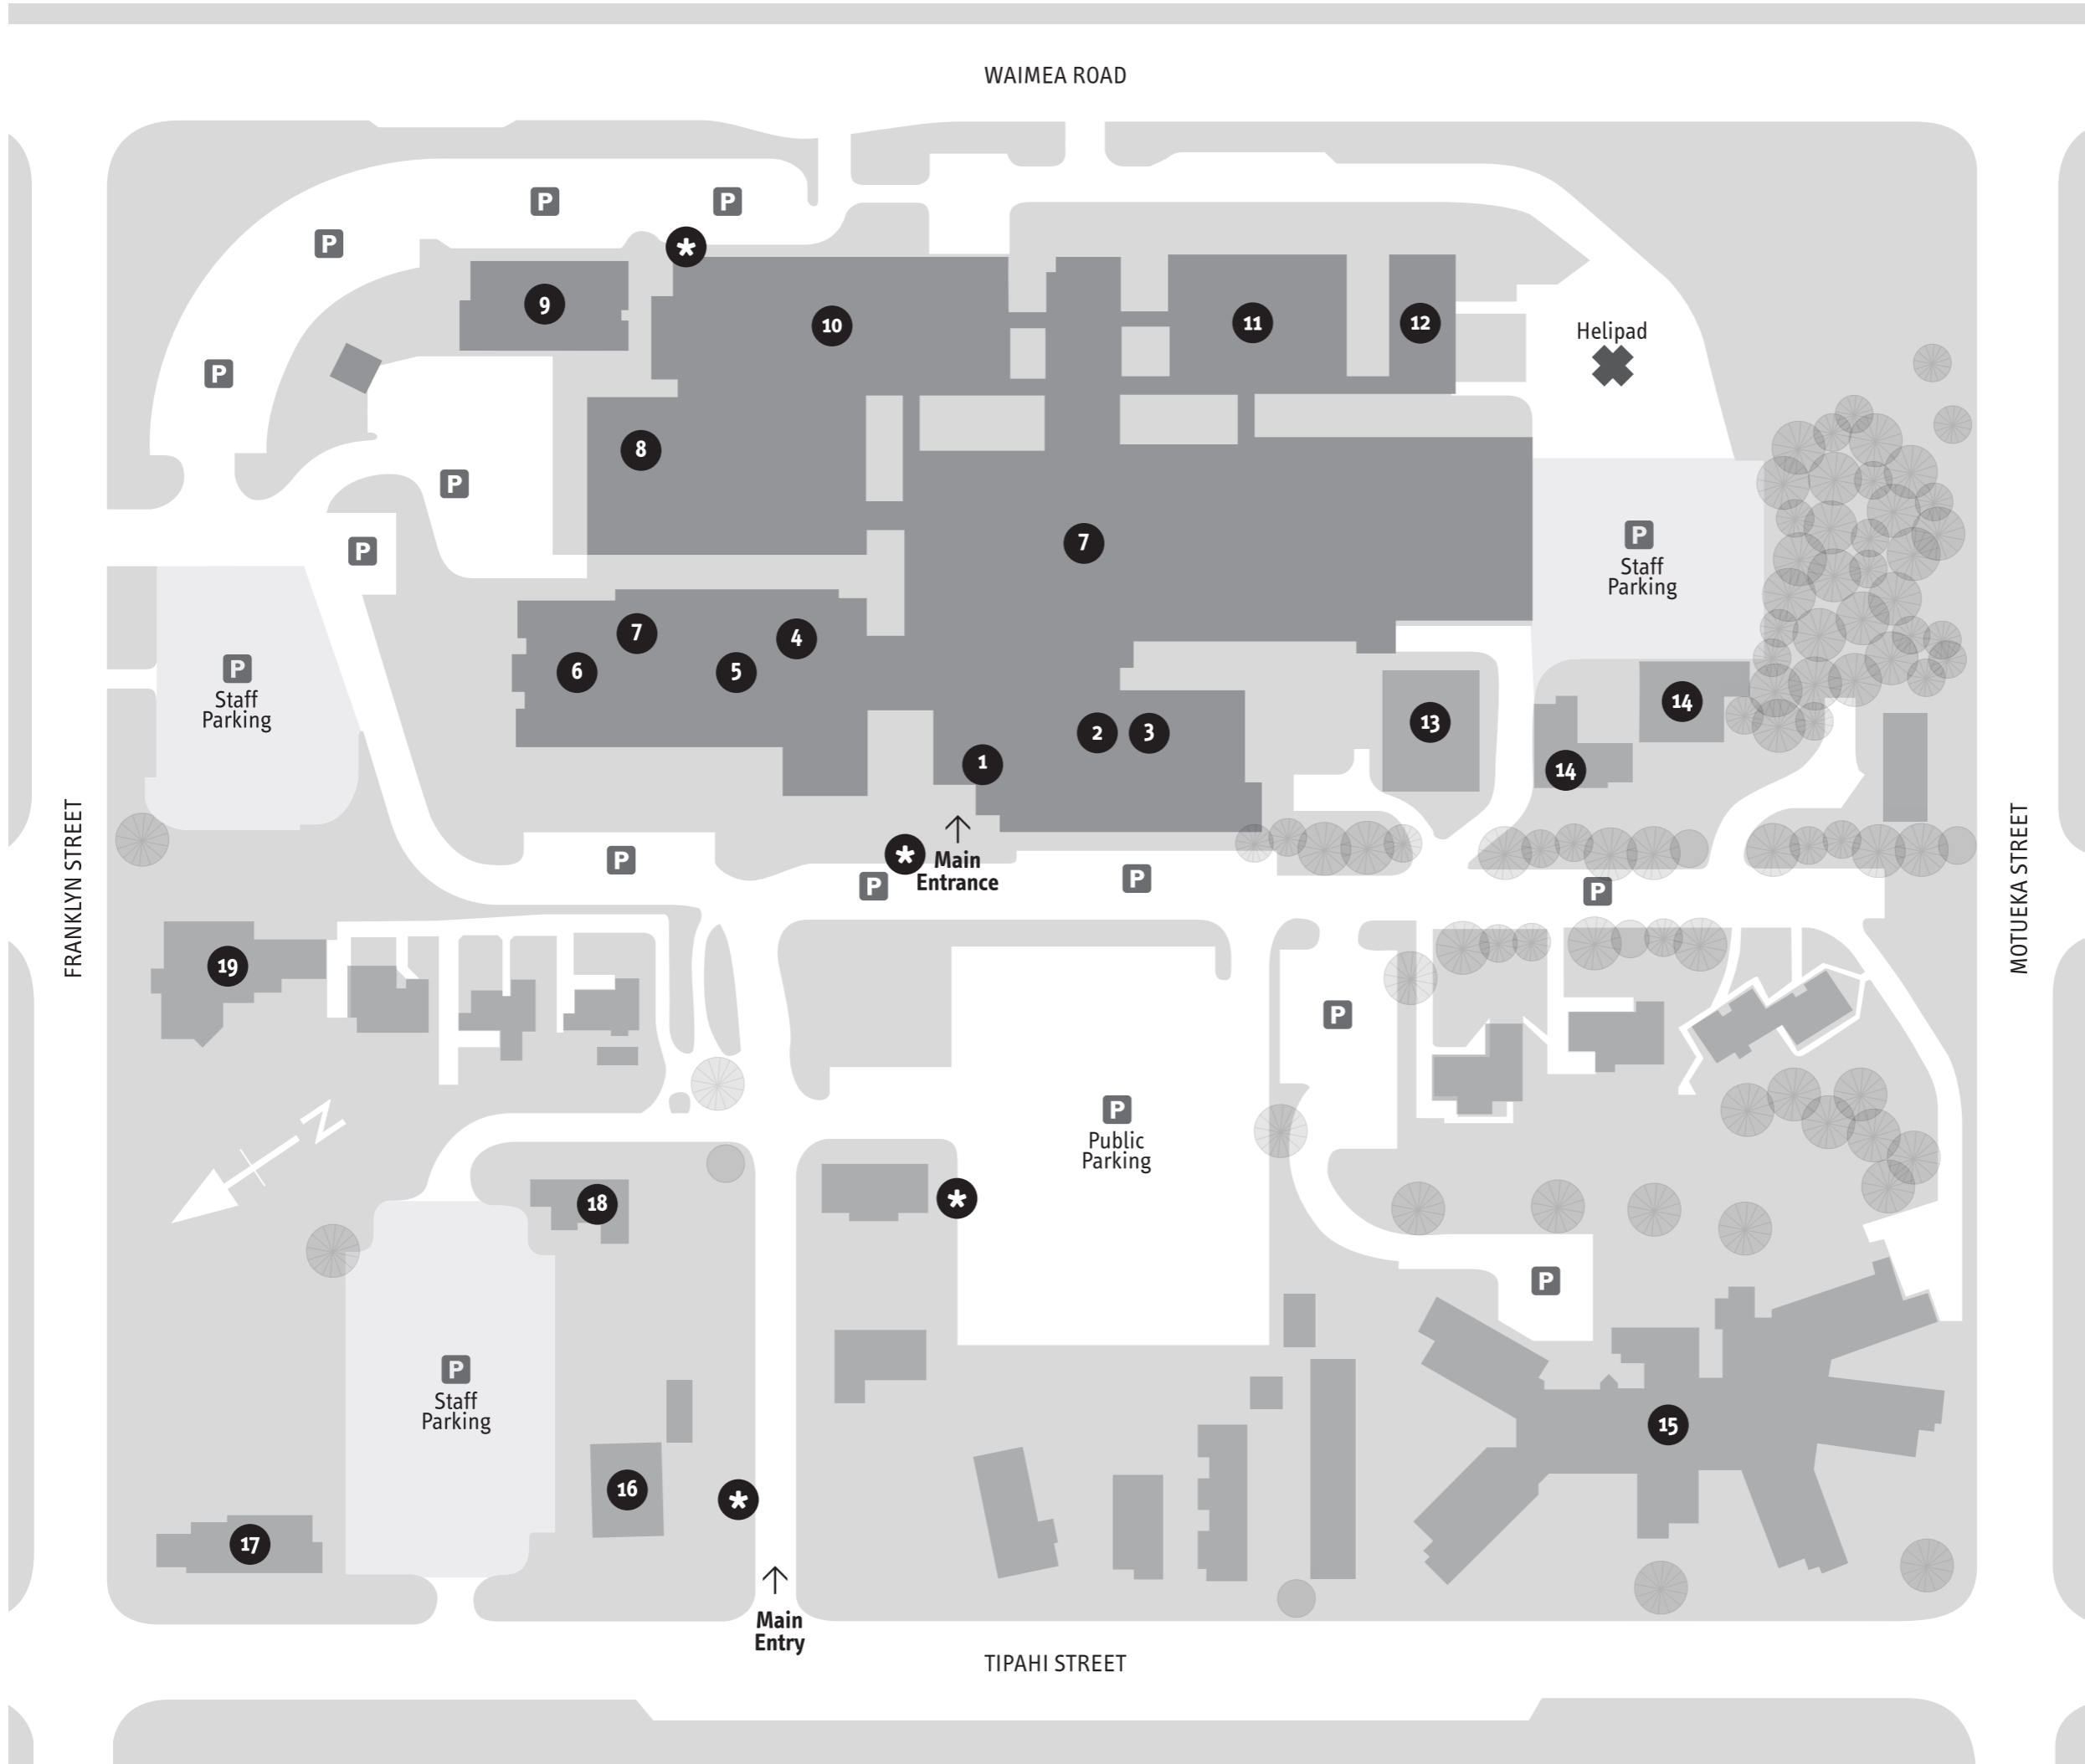 WAIMEA ROAD
P
P
P
*
9
10
11
12
Helipad
P
8
P
7
P
Staff
Parking
P
P
Staff
Parking
7
4
6
5
14
2
3
13
1
14
FRANKLYN STREET
MOTUEKA STREET
P
*
Main
Entrance
P
P
P
19
P
N
P
Public
Parking
18
*
P
P
Staff
Parking
15
16
*
17
Main
Entry
TIPAHI STREET